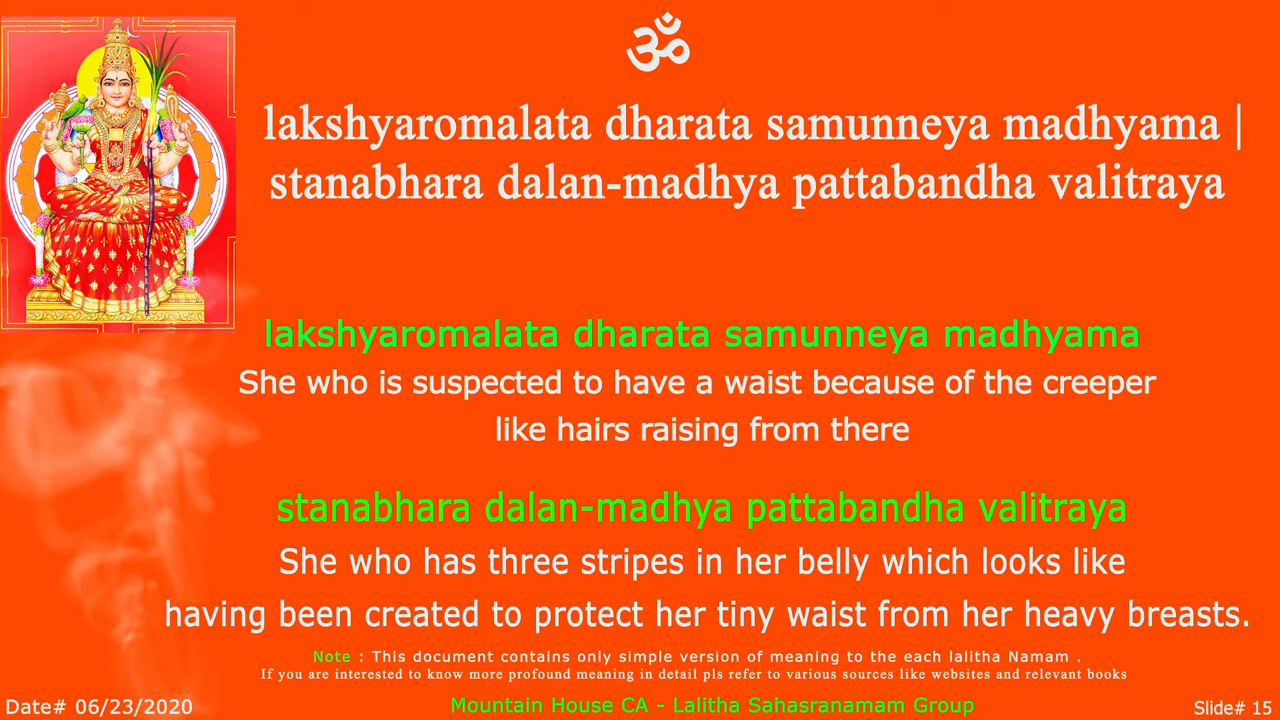 ॐ
lakshyaromalata dharata samunneya madhyama |
stanabhara dalan-madhya pattabandha valitraya
lakshyaromalata dharata samunneya madhyama
She who is suspected to have a waist because of the creeper
like hairs raising from there
stanabhara dalan-madhya pattabandha valitraya
She who has three stripes in her belly which looks like
having been created to protect her tiny waist from her heavy breasts.
Note : This document contains only simple version of meaning to the each lalitha Namam .
If you are interested to know more profound meaning in detail pls refer to various sources like websites and relevant books
Date# 06/23/2020
Mountain House CA - Lalitha Sahasranamam Group
Slide# 15